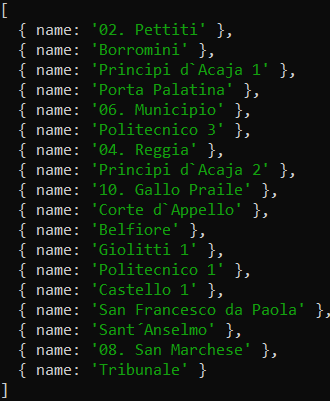 [
{ name: '02. Pettiti' },
{ name: 'Borromini' },
{ name: 'Principi d`Acaja 1' },
{ name: 'Porta Palatina' },
{ name: '06. Municipio' },
{ name: 'Politecnico 3' },
{ name: '04. Reggia' },
{ name: 'Principi d`Acaja 2' },
{ name: '10. Gallo Praile' },
{ name: 'Corte d`Appello' },
{ name: 'Belfiore' },
{ name: 'Giolitti 1' },
{ name: 'Politecnico 1' },
{ name: 'Castello 1' },
{ name: 'San Francesco da Paola' },
{ name: 'Sant´Anselmo' },
{ name: '08. San Marchese' },
{ name: 'Tribunale' }
]